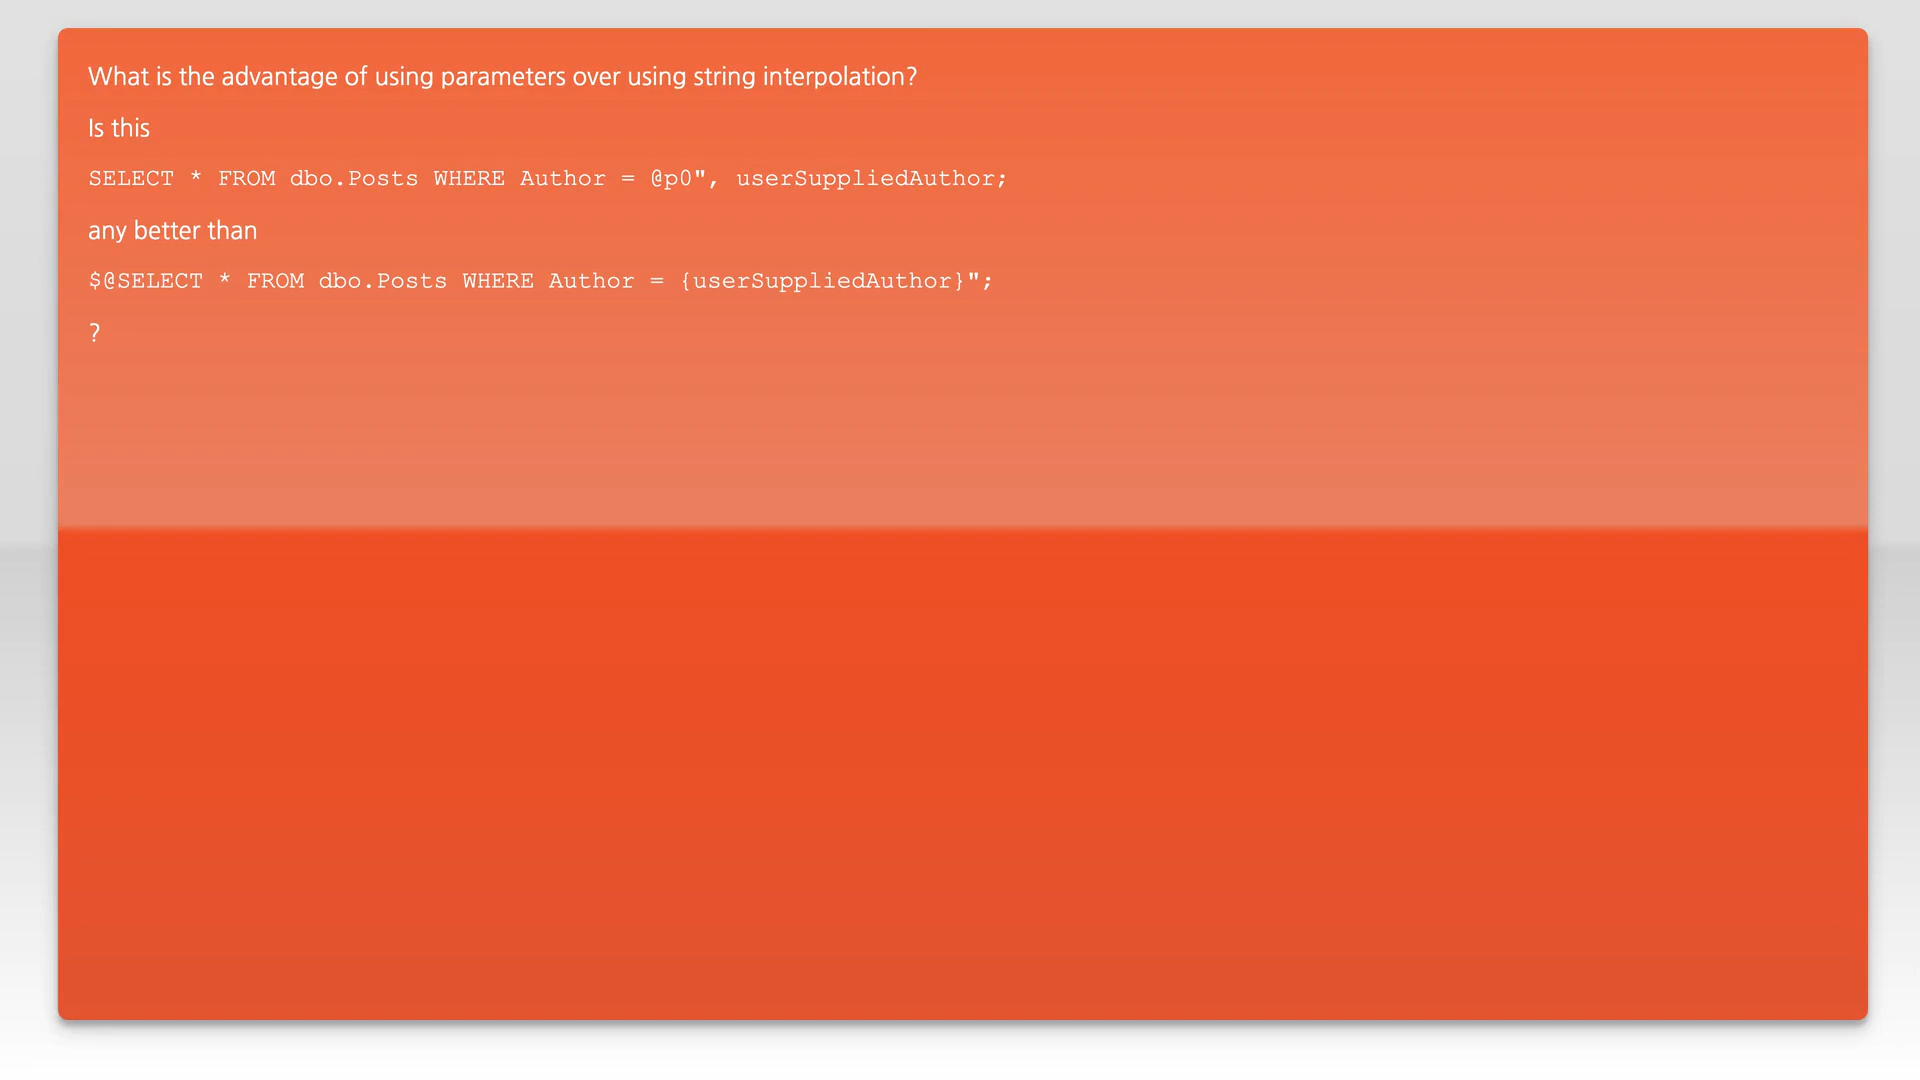 What is the advantage of using parameters over using string interpolation?
Is this
SELECT * FROM dbo.Posts WHERE Author = @p0", userSuppliedAuthor;
any better than
$@SELECT * FROM dbo.Posts WHERE Author = {userSuppliedAuthor}";
?